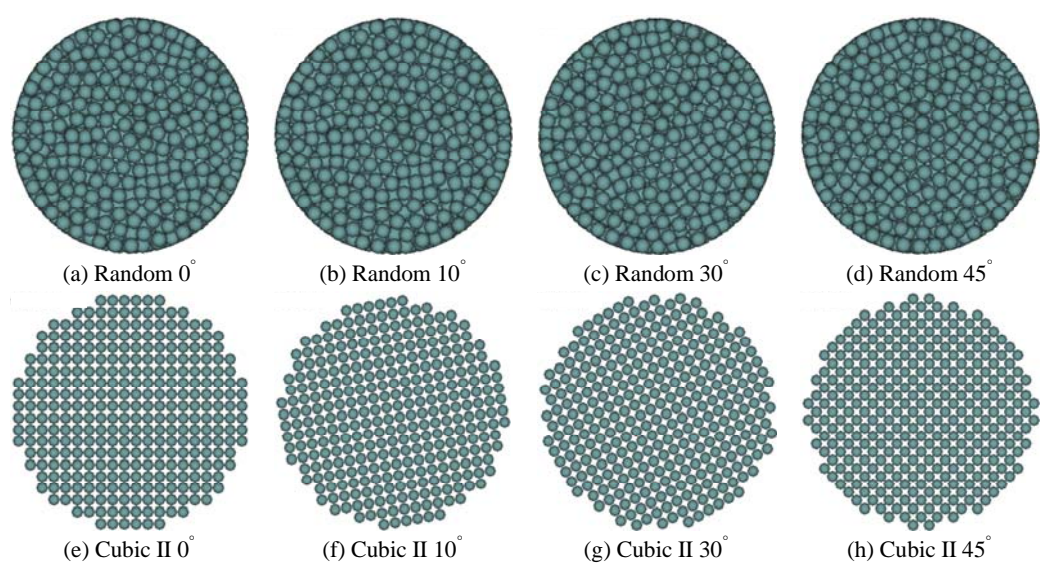 (a) Random 0°
(b) Random 10°
(c) Random 30°
(d) Random 45°
(e) Cubic II 0°
(f) Cubic II 10°
(g) Cubic II 30°
(h) Cubic II 45°